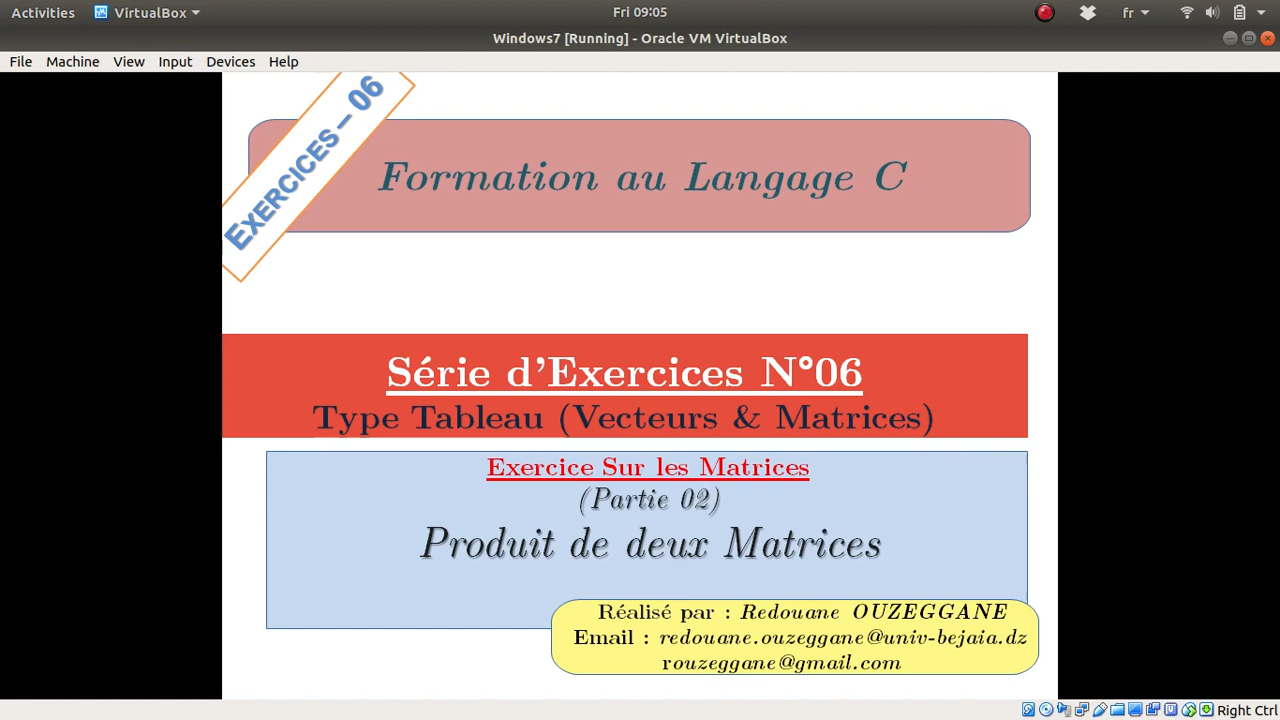 Activities VirtualBox Fri 09:05 fr
Windows7 [Running] - Oracle VM VirtualBox
File Machine View Input Devices Help
EXERCICES – 06
Formation au Langage C
Série d'Exercices N°06
Type Tableau (Vecteurs & Matrices)
Exercice Sur les Matrices
(Partie 02)
Produit de deux Matrices
Réalisé par : Redouane OUZEGGANE
Email : redouane.ouzeggane@univ-bejaia.dz
rouzeggane@gmail.com
Right Ctrl